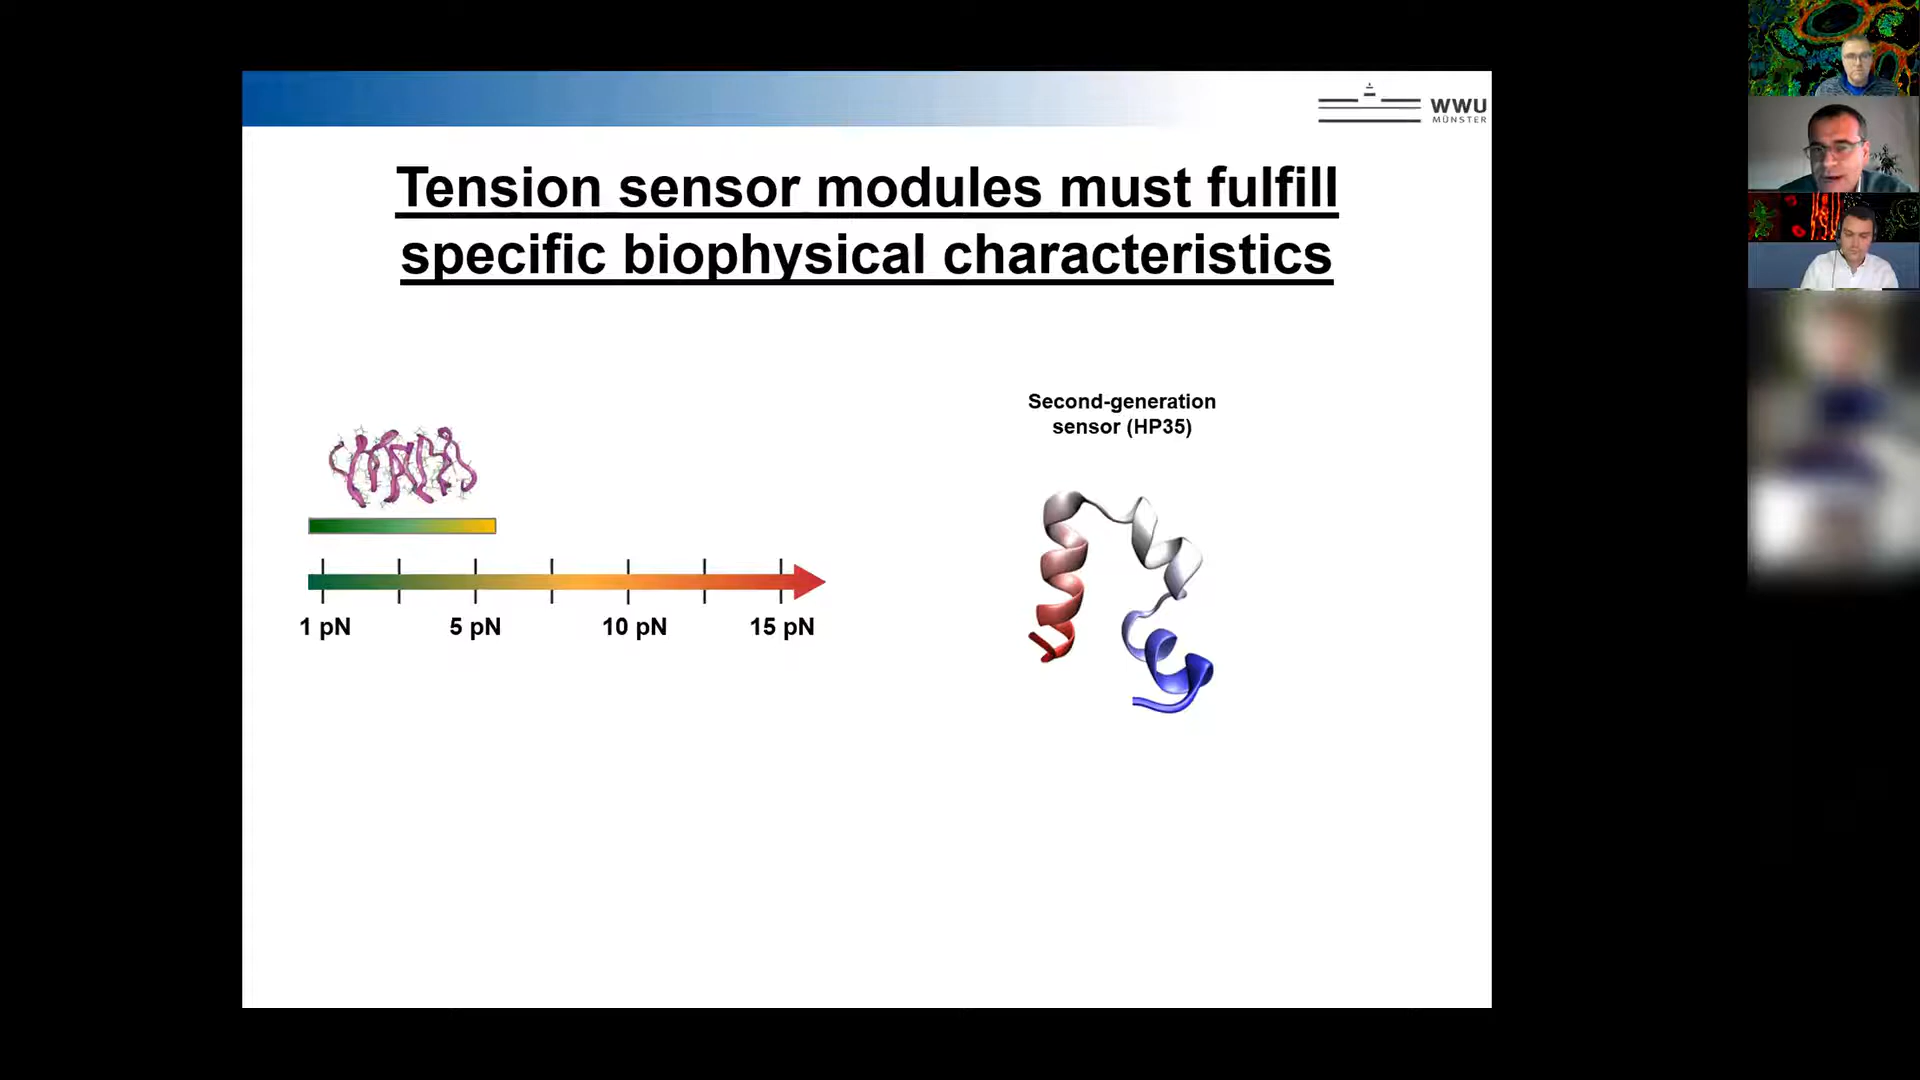 WWU
MÜNSTER
Tension sensor modules must fulfill
specific biophysical characteristics
Second-generation
sensor (HP35)
1 pN
5 pN
10 pN
15 pN